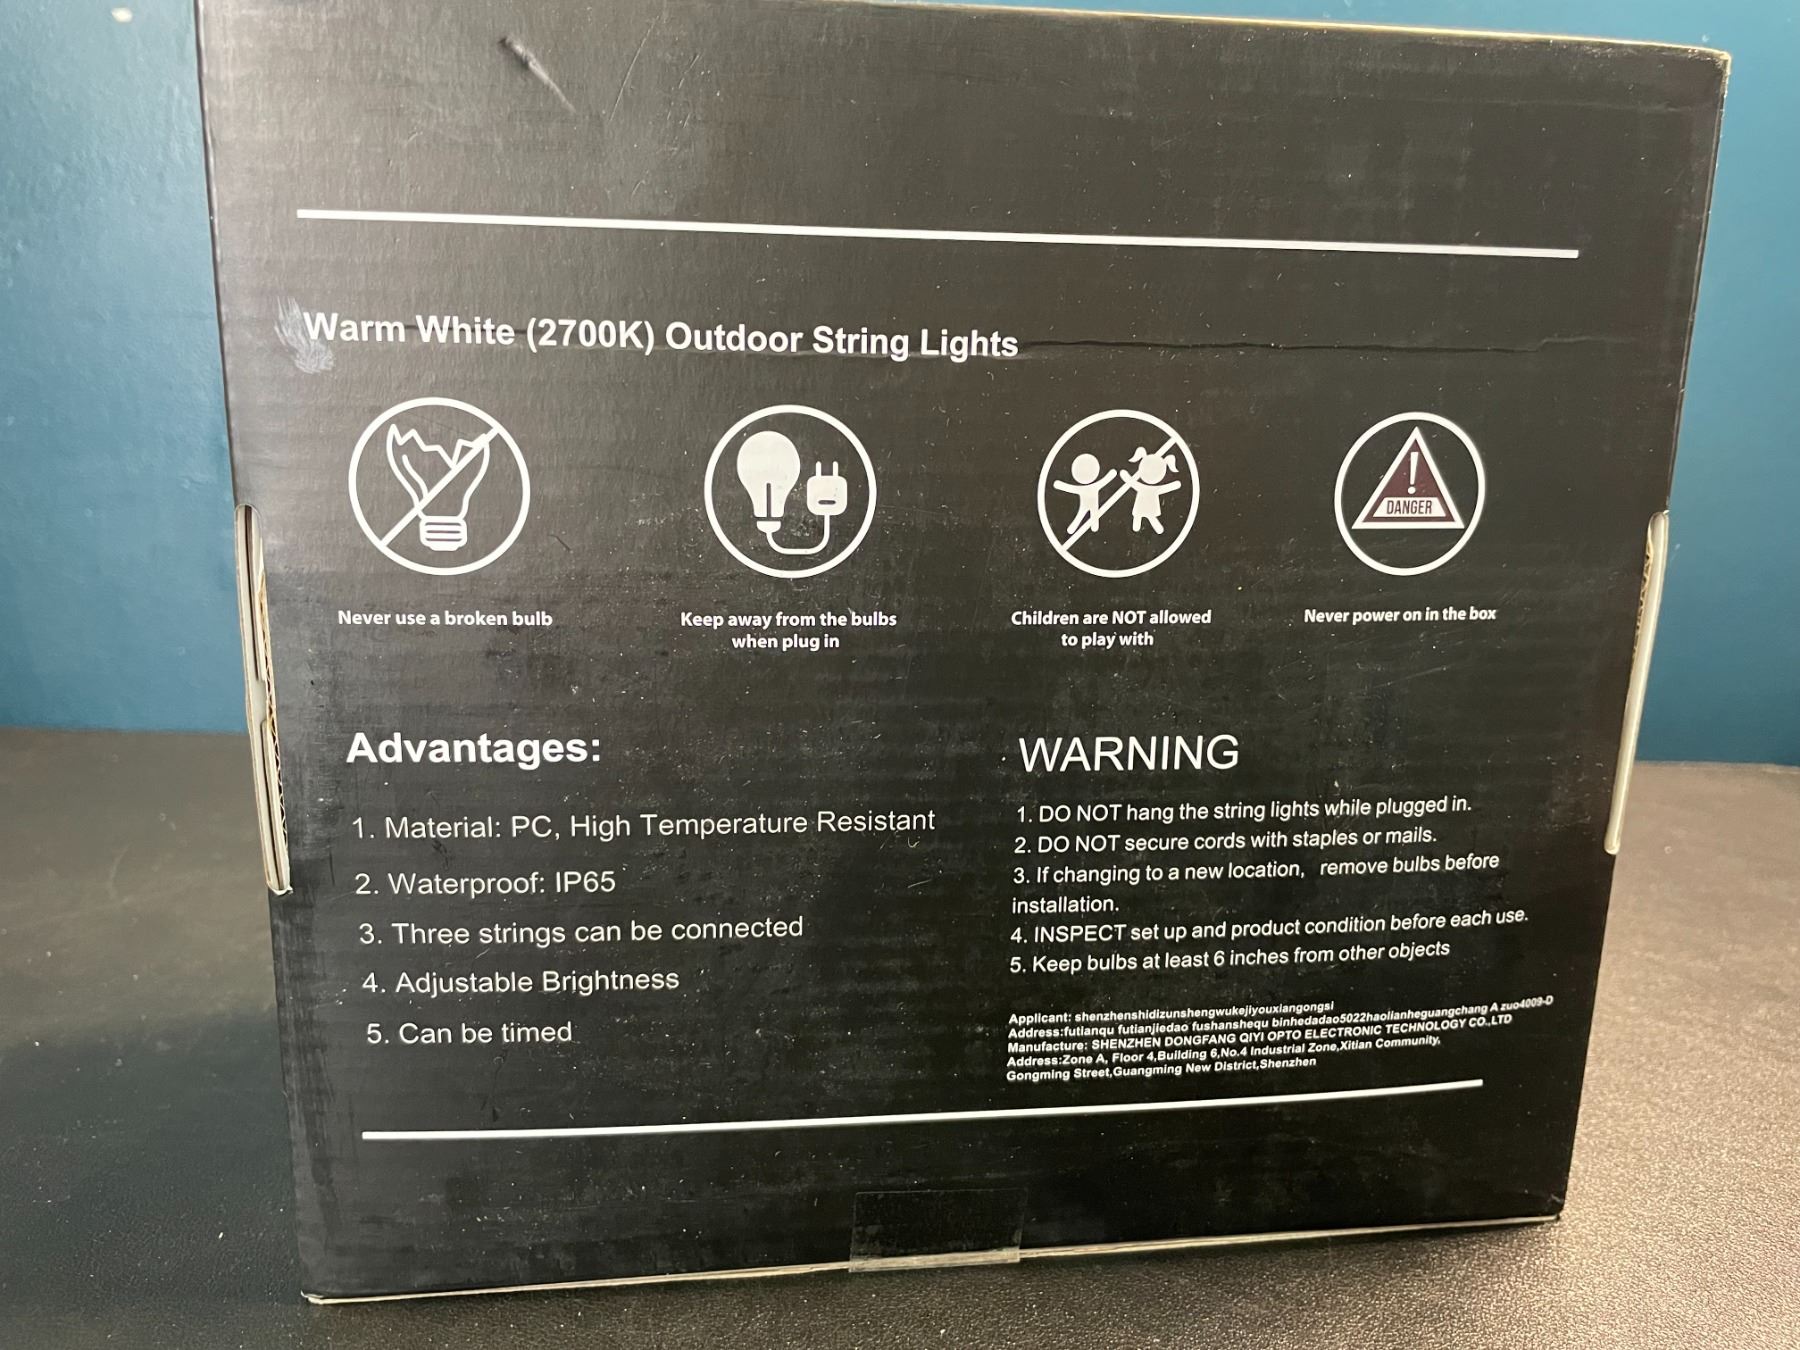 Warm White (2700K) Outdoor String Lights
DANGER
Never use a broken bulb
Keep away from the bulbs
when plug in
Children are NOT allowed
to play with
Never power on in the box
Advantages:
1. Material: PC, High Temperature Resistant
2. Waterproof: IP65
3. Three strings can be connected
4. Adjustable Brightness
5. Can be timed
WARNING
1. DO NOT hang the string lights while plugged in.
2. DO NOT secure cords with staples or mails.
3. If changing to a new location, remove bulbs before
installation.
4. INSPECT set up and product condition before each use.
5. Keep bulbs at least 6 inches from other objects
Applicant: shenzhenshidizunshengwukejiyouxiangongsi
Address:futianqu futianjiedao fushanshequ binhedadao5022haolianheguangchang A zuo4009-D
Manufacture: SHENZHEN DONGFANG QIYI OPTO ELECTRONIC TECHNOLOGY CO.,LTD
Address:Zone A, Floor 4,Building 6,No.4 Industrial Zone,Xitian Community,
Gongming Street,Guangming New District,Shenzhen